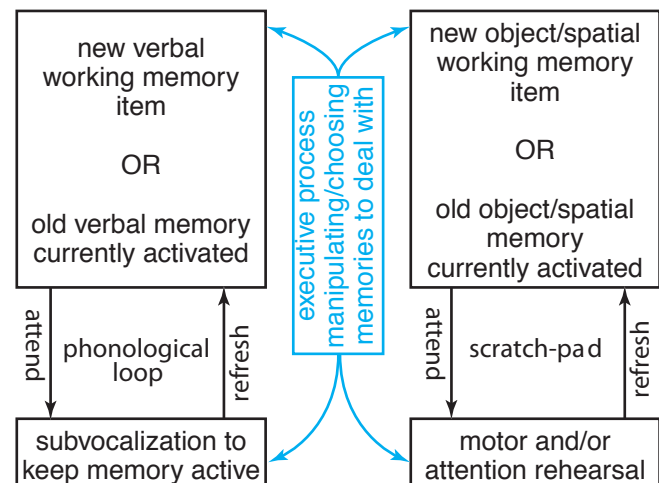 new verbal
working memory
item
OR
old verbal memory
currently activated
attend
phonological
loop
refresh
subvocalization to
keep memory active
executive process
manipulating/choosing
memories to deal with
new object/spatial
working memory
item
OR
old object/spatial
memory
currently activated
attend
scratch-pad
refresh
motor and/or
attention rehearsal